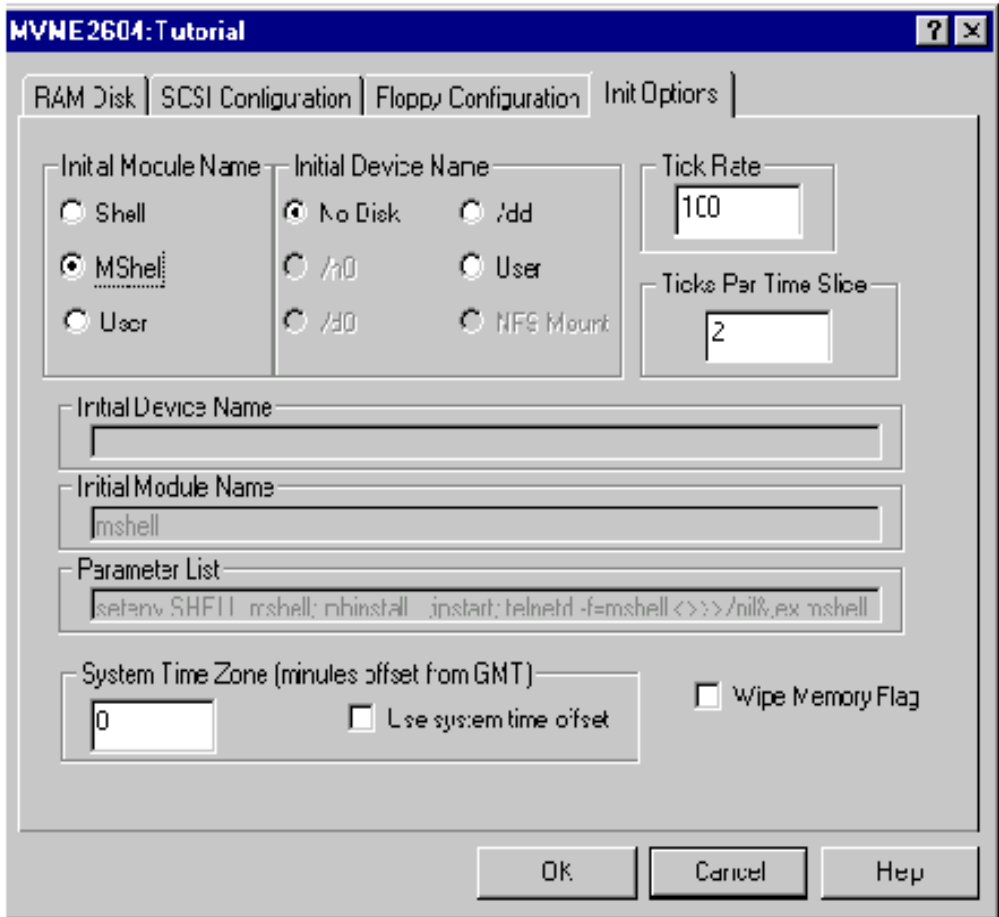 MVME2604:Tutorial
RAM Disk
SCSI Configuration
Floppy Configuration
Init Options
Initial Module Name
Shell
MShell
User
Initial Device Name
No Disk
/dd
/h0
User
/d0
NFS Mount
Tick Rate
100
Ticks Per Time Slice
2
Initial Device Name
Initial Module Name
mshell
Parameter List
setenv SHELL mshell; mbinstall ; ipstart; telnetd -f=mshell <>>>/nil&;ex mshell
System Time Zone (minutes offset from GMT)
0
Use system time offset
Wipe Memory Flag
OK
Cancel
Help